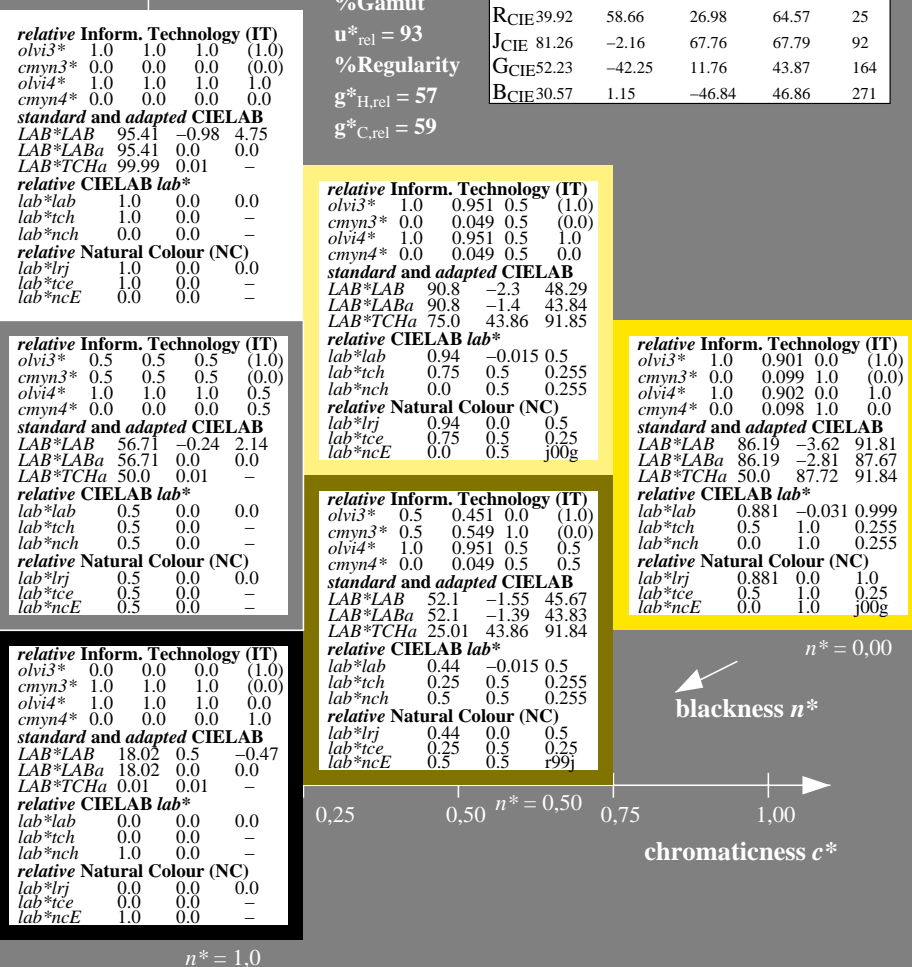 %Gamut
u*rel = 93
%Regularity
g*H,rel = 57
g*C,rel = 59
RCIE 39.92 58.66 26.98 64.57 25
JCIE 81.26 −2.16 67.76 67.79 92
GCIE 52.23 −42.25 11.76 43.87 164
BCIE 30.57 1.15 −46.84 46.86 271
relative Inform. Technology (IT)
olvi3* 1.0 1.0 1.0 (1.0)
cmyn3* 0.0 0.0 0.0 (0.0)
olvi4* 1.0 1.0 1.0 1.0
cmyn4* 0.0 0.0 0.0 0.0
standard and adapted CIELAB
LAB*LAB 95.41 −0.98 4.75
LAB*LABa 95.41 0.0 0.0
LAB*TCHa 99.99 0.01 –
relative CIELAB lab*
lab*lab 1.0 0.0 0.0
lab*tch 1.0 0.0 –
lab*nch 0.0 0.0 –
relative Natural Colour (NC)
lab*lrj 1.0 0.0 0.0
lab*tce 1.0 0.0 –
lab*ncE 0.0 0.0 –
relative Inform. Technology (IT)
olvi3* 1.0 0.951 0.5 (1.0)
cmyn3* 0.0 0.049 0.5 (0.0)
olvi4* 1.0 0.951 0.5 1.0
cmyn4* 0.0 0.049 0.5 0.0
standard and adapted CIELAB
LAB*LAB 90.8 −2.3 48.29
LAB*LABa 90.8 −1.4 43.84
LAB*TCHa 75.0 43.86 91.85
relative CIELAB lab*
lab*lab 0.94 −0.015 0.5
lab*tch 0.75 0.5 0.255
lab*nch 0.0 0.5 0.255
relative Natural Colour (NC)
lab*lrj 0.94 0.0 0.5
lab*tce 0.75 0.5 0.25
lab*ncE 0.0 0.5 j00g
relative Inform. Technology (IT)
olvi3* 0.5 0.5 0.5 (1.0)
cmyn3* 0.5 0.5 0.5 (0.0)
olvi4* 1.0 1.0 1.0 0.5
cmyn4* 0.0 0.0 0.0 0.5
standard and adapted CIELAB
LAB*LAB 56.71 −0.24 2.14
LAB*LABa 56.71 0.0 0.0
LAB*TCHa 50.0 0.01 –
relative CIELAB lab*
lab*lab 0.5 0.0 0.0
lab*tch 0.5 0.0 –
lab*nch 0.5 0.0 –
relative Natural Colour (NC)
lab*lrj 0.5 0.0 0.0
lab*tce 0.5 0.0 –
lab*ncE 0.5 0.0 –
relative Inform. Technology (IT)
olvi3* 1.0 0.901 0.0 (1.0)
cmyn3* 0.0 0.099 1.0 (0.0)
olvi4* 1.0 0.902 0.0 1.0
cmyn4* 0.0 0.098 1.0 0.0
standard and adapted CIELAB
LAB*LAB 86.19 −3.62 91.81
LAB*LABa 86.19 −2.81 87.67
LAB*TCHa 50.0 87.72 91.84
relative CIELAB lab*
lab*lab 0.881 −0.031 0.999
lab*tch 0.5 1.0 0.255
lab*nch 0.0 1.0 0.255
relative Natural Colour (NC)
lab*lrj 0.881 0.0 1.0
lab*tce 0.5 1.0 0.25
lab*ncE 0.0 1.0 j00g
relative Inform. Technology (IT)
olvi3* 0.5 0.451 0.0 (1.0)
cmyn3* 0.5 0.549 1.0 (0.0)
olvi4* 1.0 0.951 0.5 0.5
cmyn4* 0.0 0.049 0.5 0.5
standard and adapted CIELAB
LAB*LAB 52.1 −1.55 45.67
LAB*LABa 52.1 −1.39 43.83
LAB*TCHa 25.01 43.86 91.84
relative CIELAB lab*
lab*lab 0.44 −0.015 0.5
lab*tch 0.25 0.5 0.255
lab*nch 0.5 0.5 0.255
relative Natural Colour (NC)
lab*lrj 0.44 0.0 0.5
lab*tce 0.25 0.5 0.25
lab*ncE 0.5 0.5 r99j
relative Inform. Technology (IT)
olvi3* 0.0 0.0 0.0 (1.0)
cmyn3* 1.0 1.0 1.0 (0.0)
olvi4* 1.0 1.0 1.0 0.0
cmyn4* 0.0 0.0 0.0 1.0
standard and adapted CIELAB
LAB*LAB 18.02 0.5 −0.47
LAB*LABa 18.02 0.0 0.0
LAB*TCHa 0.01 0.01 –
relative CIELAB lab*
lab*lab 0.0 0.0 0.0
lab*tch 0.0 0.0 –
lab*nch 1.0 0.0 –
relative Natural Colour (NC)
lab*lrj 0.0 0.0 0.0
lab*tce 0.0 0.0 –
lab*ncE 1.0 0.0 –
n* = 0,00
blackness n*
n* = 0,50
0,25 0,50 0,75 1,00
chromaticness c*
n* = 1,0